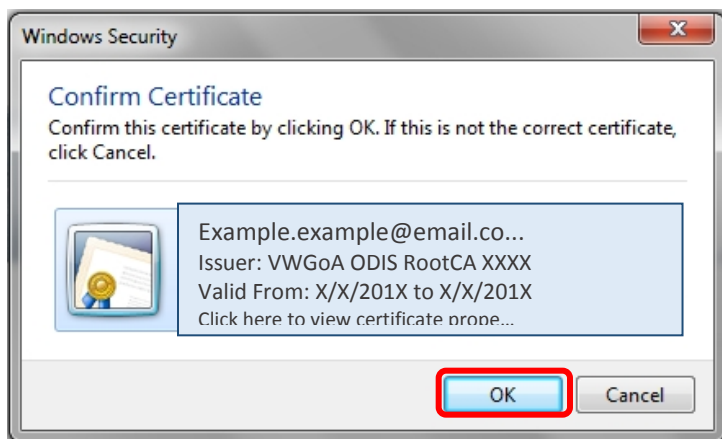 Windows Security
Confirm Certificate
Confirm this certificate by clicking OK. If this is not the correct certificate,
click Cancel.
Example.example@email.co...
Issuer: VWGoA ODIS RootCA XXXX
Valid From: X/X/201X to X/X/201X
Click here to view certificate prope...
OK
Cancel